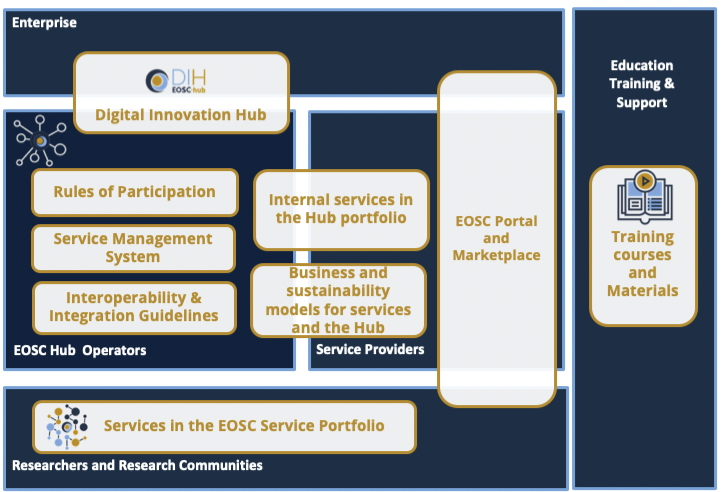 Enterprise
DIH
EOSC-hub
Digital Innovation Hub
Education
Training &
Support
Rules of Participation
Service Management
System
Interoperability &
Integration Guidelines
EOSC Hub Operators
Internal services in
the Hub portfolio
Business and
sustainability
models for services
and the Hub
Service Providers
EOSC Portal
and
Marketplace
Training
courses
and
Materials
Services in the EOSC Service Portfolio
Researchers and Research Communities